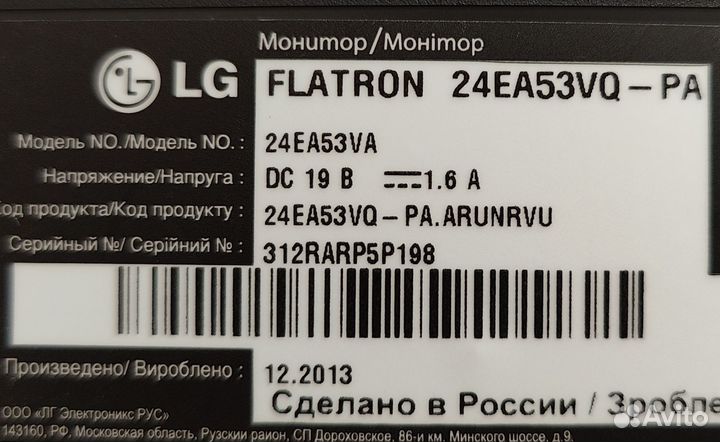 Монитор/Монітор
LG FLATRON 24EA53VQ-PA
Модель NO./Модель NO.: 24EA53VA
Напряжение/Напруга: DC 19 В 1.6 А
Код продукта/Код продукту: 24EA53VQ-PA.ARUNRVU
Серийный №/ Серійний №: 312RARP5P198
Произведено/ Вироблено: 12.2013
Сделано в России / Зробле
ООО «ЛГ Электроникс РУС»
143160, РФ, Московская область, Рузский район, СП Дороховское, 86-й км. Минского шоссе, д.9.
Avito